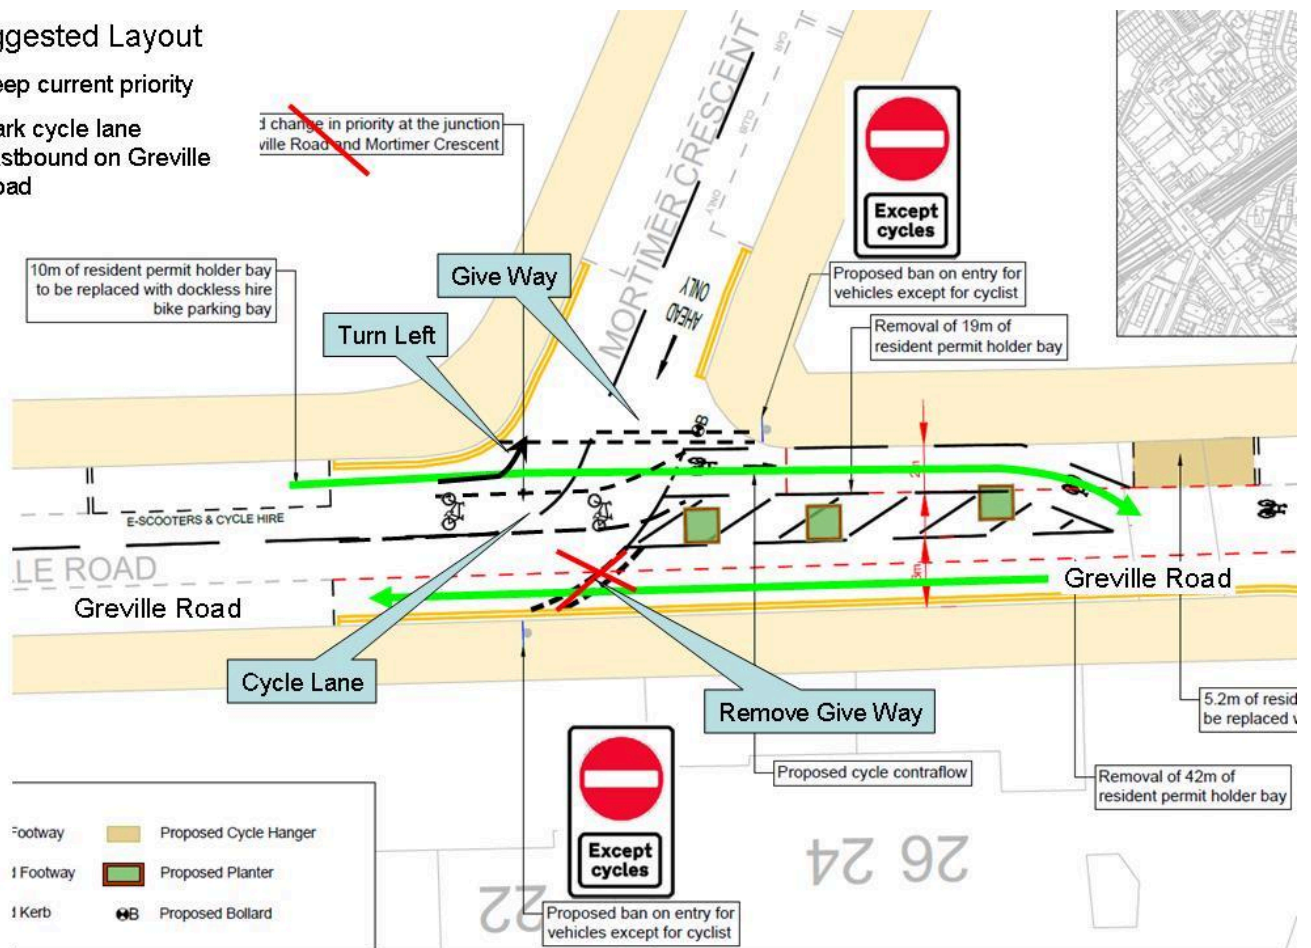 ggested Layout
eep current priority
ark cycle lane
astbound on Greville
oad
d change in priority at the junction
ville Road and Mortimer Crescent
MORTIMER CRESCENT
CAR
CLUB
ONLY
Except
cycles
10m of resident permit holder bay
to be replaced with dockless hire
bike parking bay
Give Way
Turn Left
AHEAD
ONLY
Proposed ban on entry for
vehicles except for cyclist
Removal of 19m of
resident permit holder bay
B
E-SCOOTERS & CYCLE HIRE
LLE ROAD
Greville Road
Greville Road
Cycle Lane
Remove Give Way
5.2m of resid
be replaced w
Proposed cycle contraflow
Removal of 42m of
resident permit holder bay
Footway
Proposed Cycle Hanger
d Footway
Proposed Planter
d Kerb
B
Proposed Bollard
Except
cycles
Proposed ban on entry for
vehicles except for cyclist
22
24
26